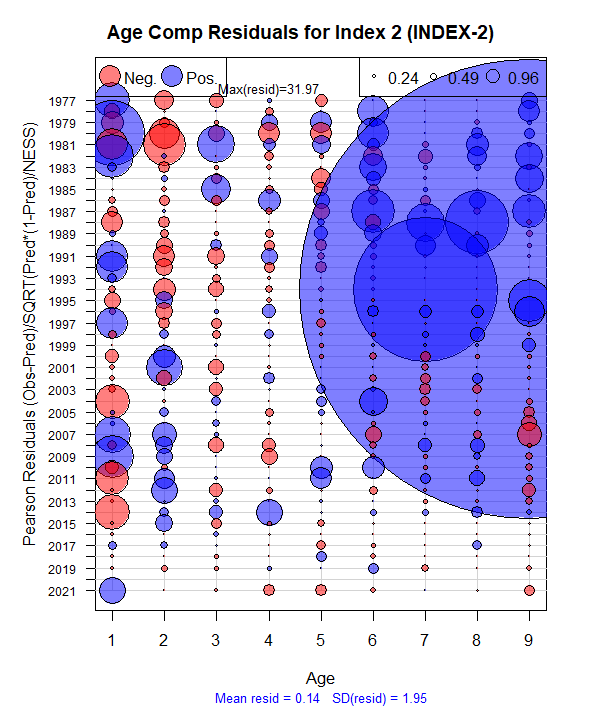 Age Comp Residuals for Index 2 (INDEX-2)
Neg. Pos.
0.24 0.49 0.96
Max(resid)=31.97
Pearson Residuals (Obs-Pred)/SQRT(Pred*(1-Pred)/NESS)
1977
1979
1981
1983
1985
1987
1989
1991
1993
1995
1997
1999
2001
2003
2005
2007
2009
2011
2013
2015
2017
2019
2021
1 2 3 4 5 6 7 8 9
Age
Mean resid = 0.14 SD(resid) = 1.95